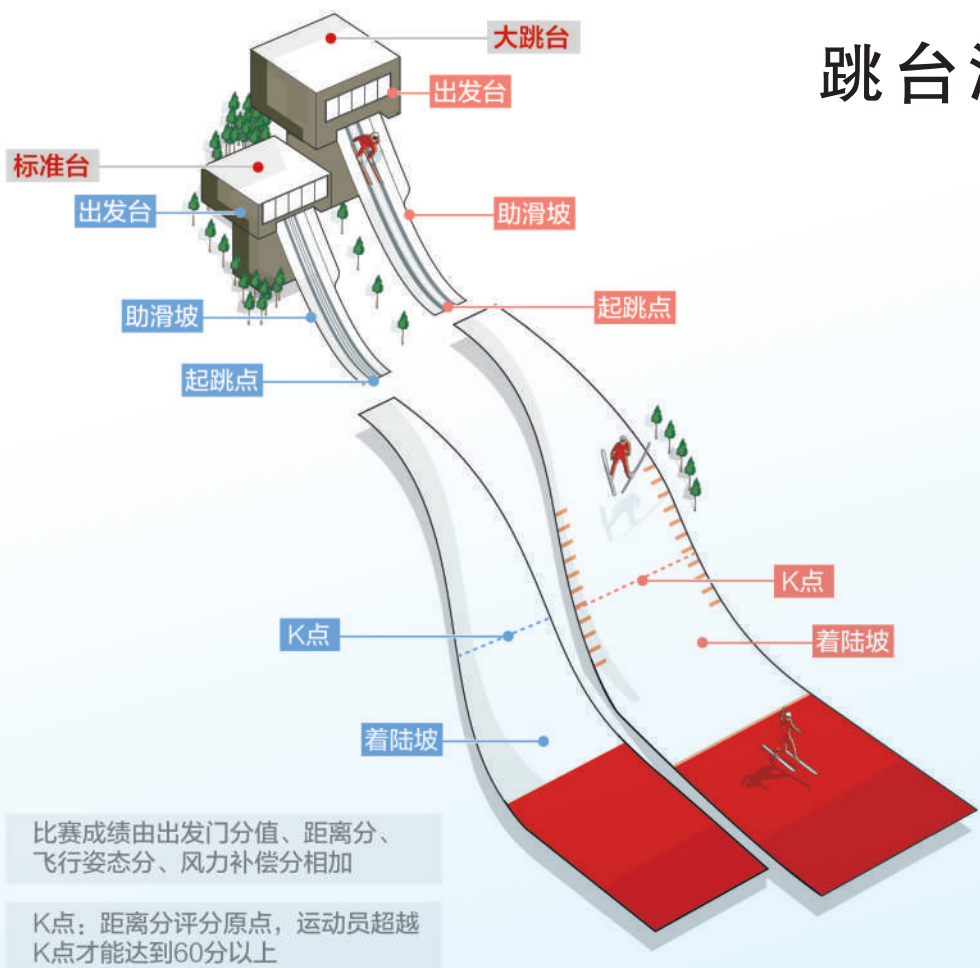 跳台
大跳台
出发台
标准台
出发台
助滑坡
助滑坡
起跳点
起跳点
K点
K点
着陆坡
着陆坡
比赛成绩由出发门分值、距离分、
飞行姿态分、风力补偿分相加
K点：距离分评分原点，运动员超越
K点才能达到60分以上